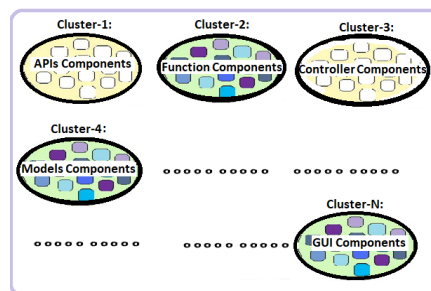 Cluster-1:
Cluster-2:
Cluster-3:
APIs Components
Function Components
Controller Components
Cluster-4:
Models Components
Cluster-N:
GUI Components